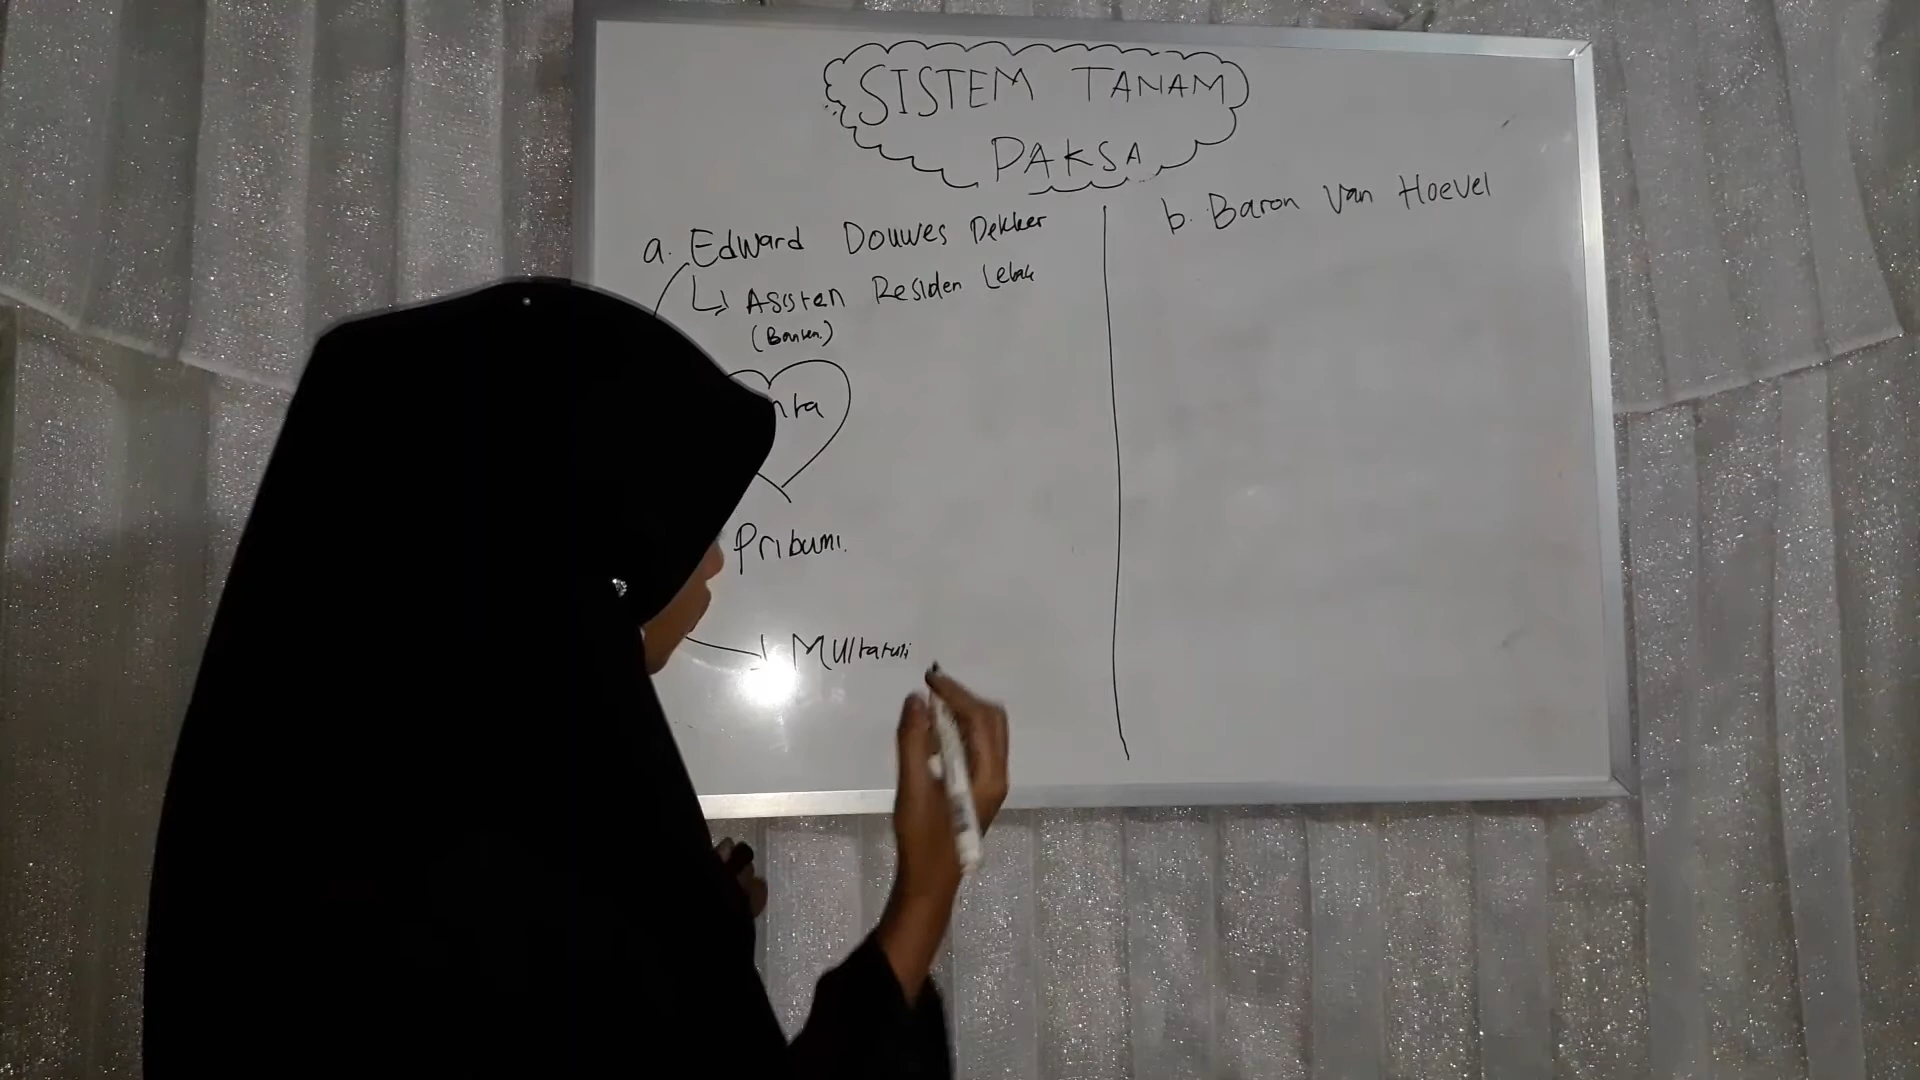 SISTEM TANAM
PAKSA
a. Edward Douwes Dekker
Asisten Residen Lebak
(Banten)
Pribumi.
Multatuli
b. Baron Van Hoevel